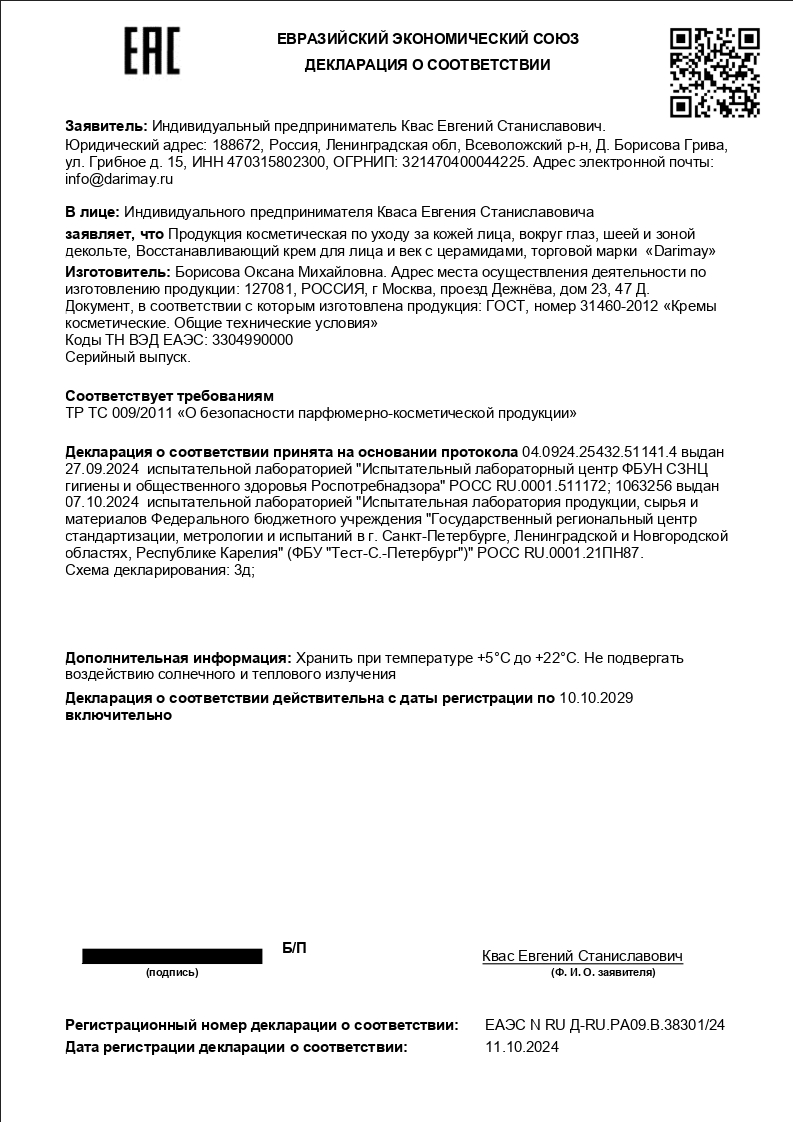 EAC
ЕВРАЗИЙСКИЙ ЭКОНОМИЧЕСКИЙ СОЮЗ
ДЕКЛАРАЦИЯ О СООТВЕТСТВИИ
Заявитель: Индивидуальный предприниматель Квас Евгений Станиславович.
Юридический адрес: 188672, Россия, Ленинградская обл, Всеволожский р-н, Д. Борисова Грива,
ул. Грибное д. 15, ИНН 470315802300, ОГРНИП: 321470400044225. Адрес электронной почты:
info@darimay.ru
В лице: Индивидуального предпринимателя Кваса Евгения Станиславовича
заявляет, что Продукция косметическая по уходу за кожей лица, вокруг глаз, шеей и зоной
декольте, Восстанавливающий крем для лица и век с церамидами, торговой марки «Darimay»
Изготовитель: Борисова Оксана Михайловна. Адрес места осуществления деятельности по
изготовлению продукции: 127081, РОССИЯ, г Москва, проезд Дежнёва, дом 23, 47 Д.
Документ, в соответствии с которым изготовлена продукция: ГОСТ, номер 31460-2012 «Кремы
косметические. Общие технические условия»
Коды ТН ВЭД ЕАЭС: 3304990000
Серийный выпуск.
Соответствует требованиям
ТР ТС 009/2011 «О безопасности парфюмерно-косметической продукции»
Декларация о соответствии принята на основании протокола 04.0924.25432.51141.4 выдан
27.09.2024 испытательной лабораторией "Испытательный лабораторный центр ФБУН СЗНЦ
гигиены и общественного здоровья Роспотребнадзора" РОСС RU.0001.511172; 1063256 выдан
07.10.2024 испытательной лабораторией "Испытательная лаборатория продукции, сырья и
материалов Федерального бюджетного учреждения "Государственный региональный центр
стандартизации, метрологии и испытаний в г. Санкт-Петербурге, Ленинградской и Новгородской
областях, Республике Карелия" (ФБУ "Тест-С.-Петербург")" РОСС RU.0001.21ПН87.
Схема декларирования: 3д;
Дополнительная информация: Хранить при температуре +5°С до +22°С. Не подвергать
воздействию солнечного и теплового излучения
Декларация о соответствии действительна с даты регистрации по 10.10.2029
включительно
Б/П
Квас Евгений Станиславович
(подпись)
(Ф. И. О. заявителя)
Регистрационный номер декларации о соответствии: ЕАЭС N RU Д-RU.РА09.В.38301/24
Дата регистрации декларации о соответствии: 11.10.2024